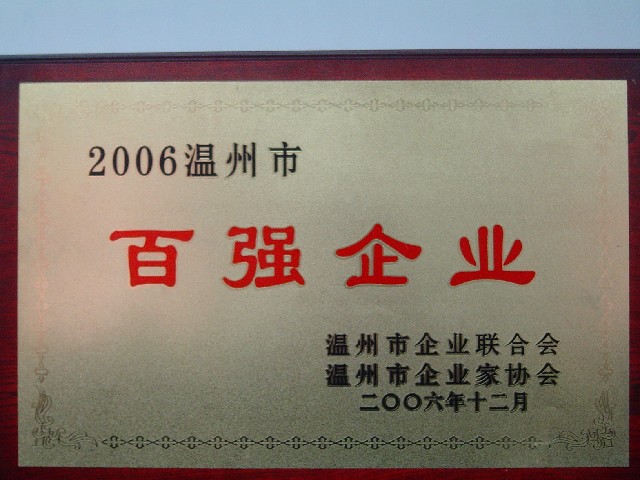 2006温州市
百强企业
温州市企业联合会
温州市企业家协会
二〇〇六年十二月